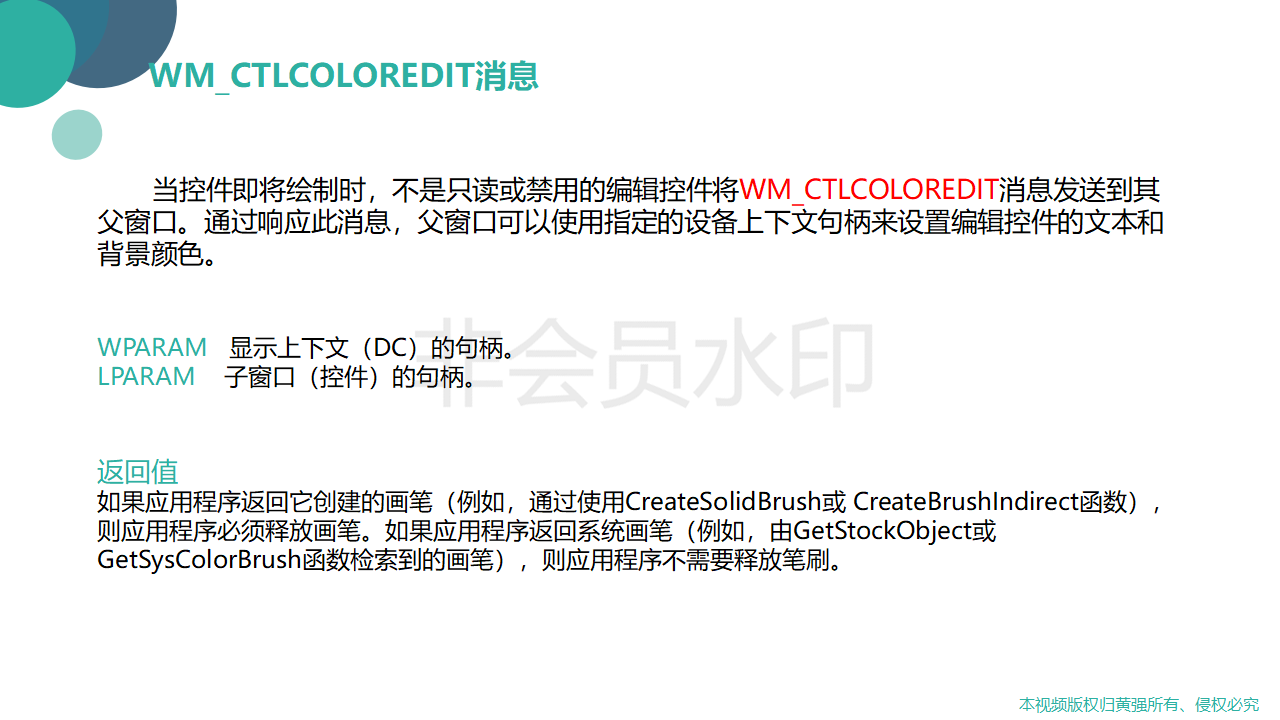 WM_CTLCOLOREDIT消息
当控件即将绘制时，不是只读或禁用的编辑控件将WM_CTLCOLOREDIT消息发送到其
父窗口。通过响应此消息，父窗口可以使用指定的设备上下文句柄来设置编辑控件的文本和
背景颜色。
非会员水印
WPARAM 显示上下文（DC）的句柄。
LPARAM 子窗口（控件）的句柄。
返回值
如果应用程序返回它创建的画笔（例如，通过使用CreateSolidBrush或 CreateBrushIndirect函数），
则应用程序必须释放画笔。如果应用程序返回系统画笔（例如，由GetStockObject或
GetSysColorBrush函数检索到的画笔），则应用程序不需要释放笔刷。
本视频版权归黄强所有、侵权必究